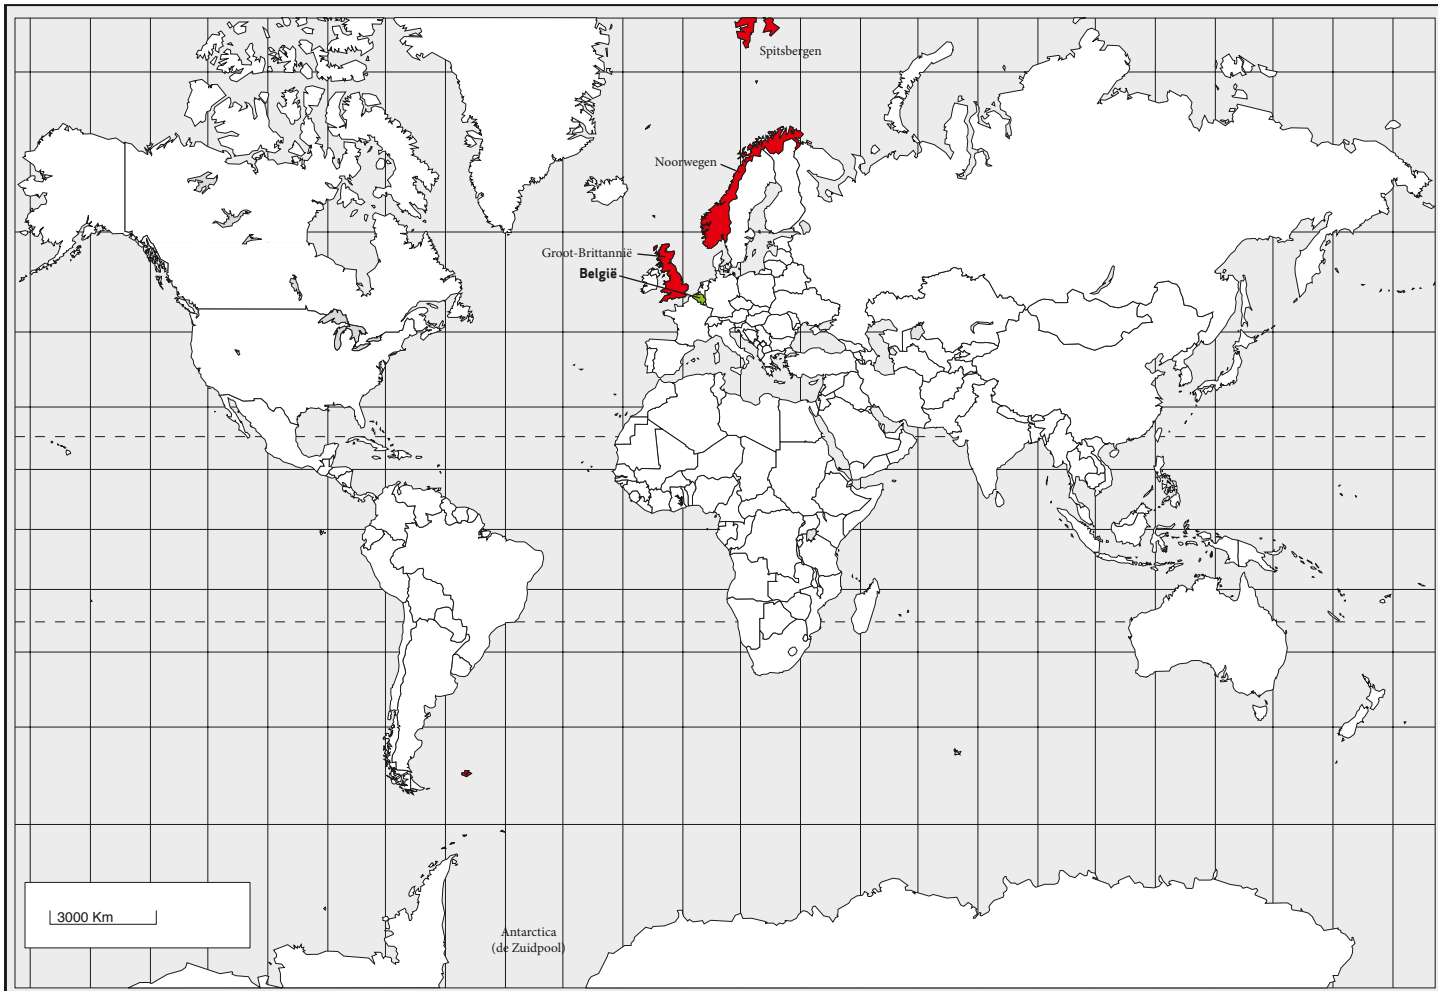 Spitsbergen
Noorwegen
Groot-Brittannië
België
3000 Km
Antarctica
(de Zuidpool)